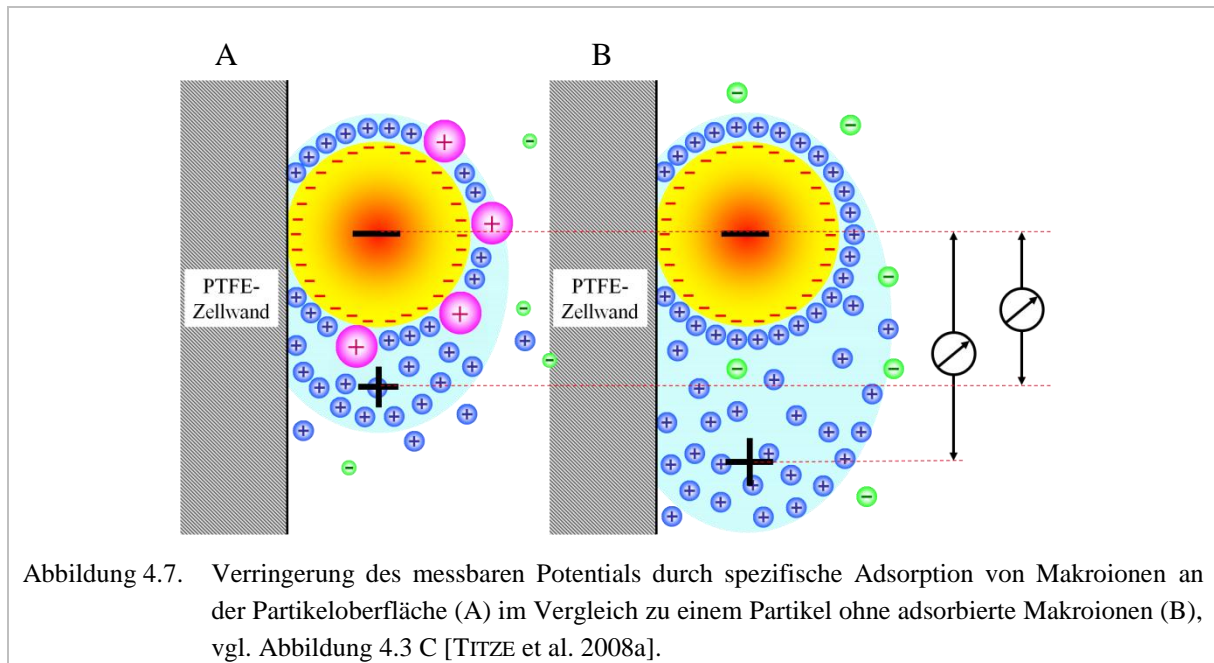 A B
PTFE-
Zellwand
PTFE-
Zellwand
Abbildung 4.7. Verringerung des messbaren Potentials durch spezifische Adsorption von Makroionen an
der Partikeloberfläche (A) im Vergleich zu einem Partikel ohne adsorbierte Makroionen (B),
vgl. Abbildung 4.3 C [TITZE et al. 2008a].